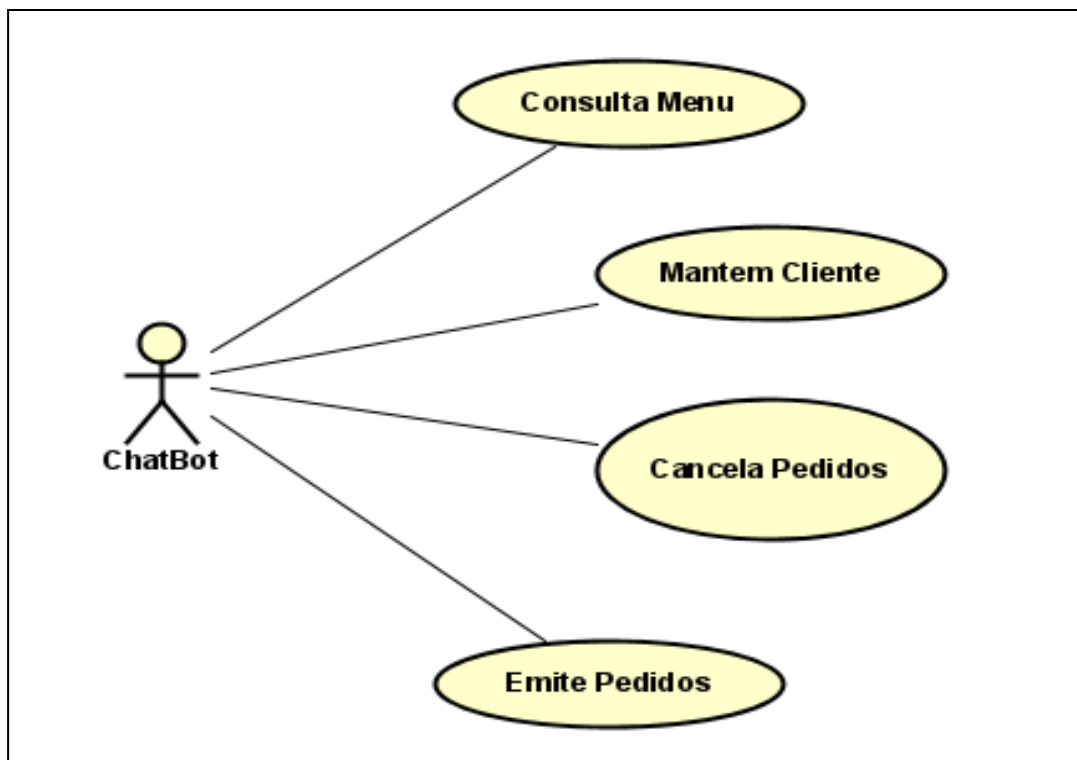 Consulta Menu
Mantem Cliente
ChatBot
Cancela Pedidos
Emite Pedidos